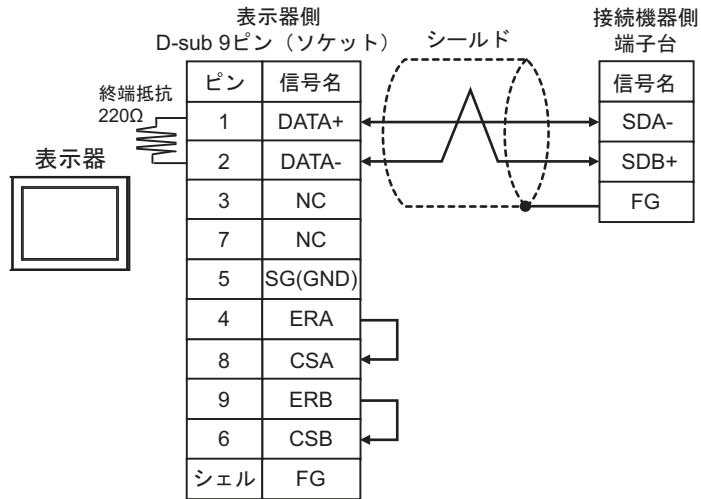 表示器側
D-sub 9ピン（ソケット）
シールド
接続機器側
端子台
終端抵抗
220Ω
表示器
ピン 信号名
1 DATA+
2 DATA-
3 NC
7 NC
5 SG(GND)
4 ERA
8 CSA
9 ERB
6 CSB
シェル FG
信号名
SDA-
SDB+
FG